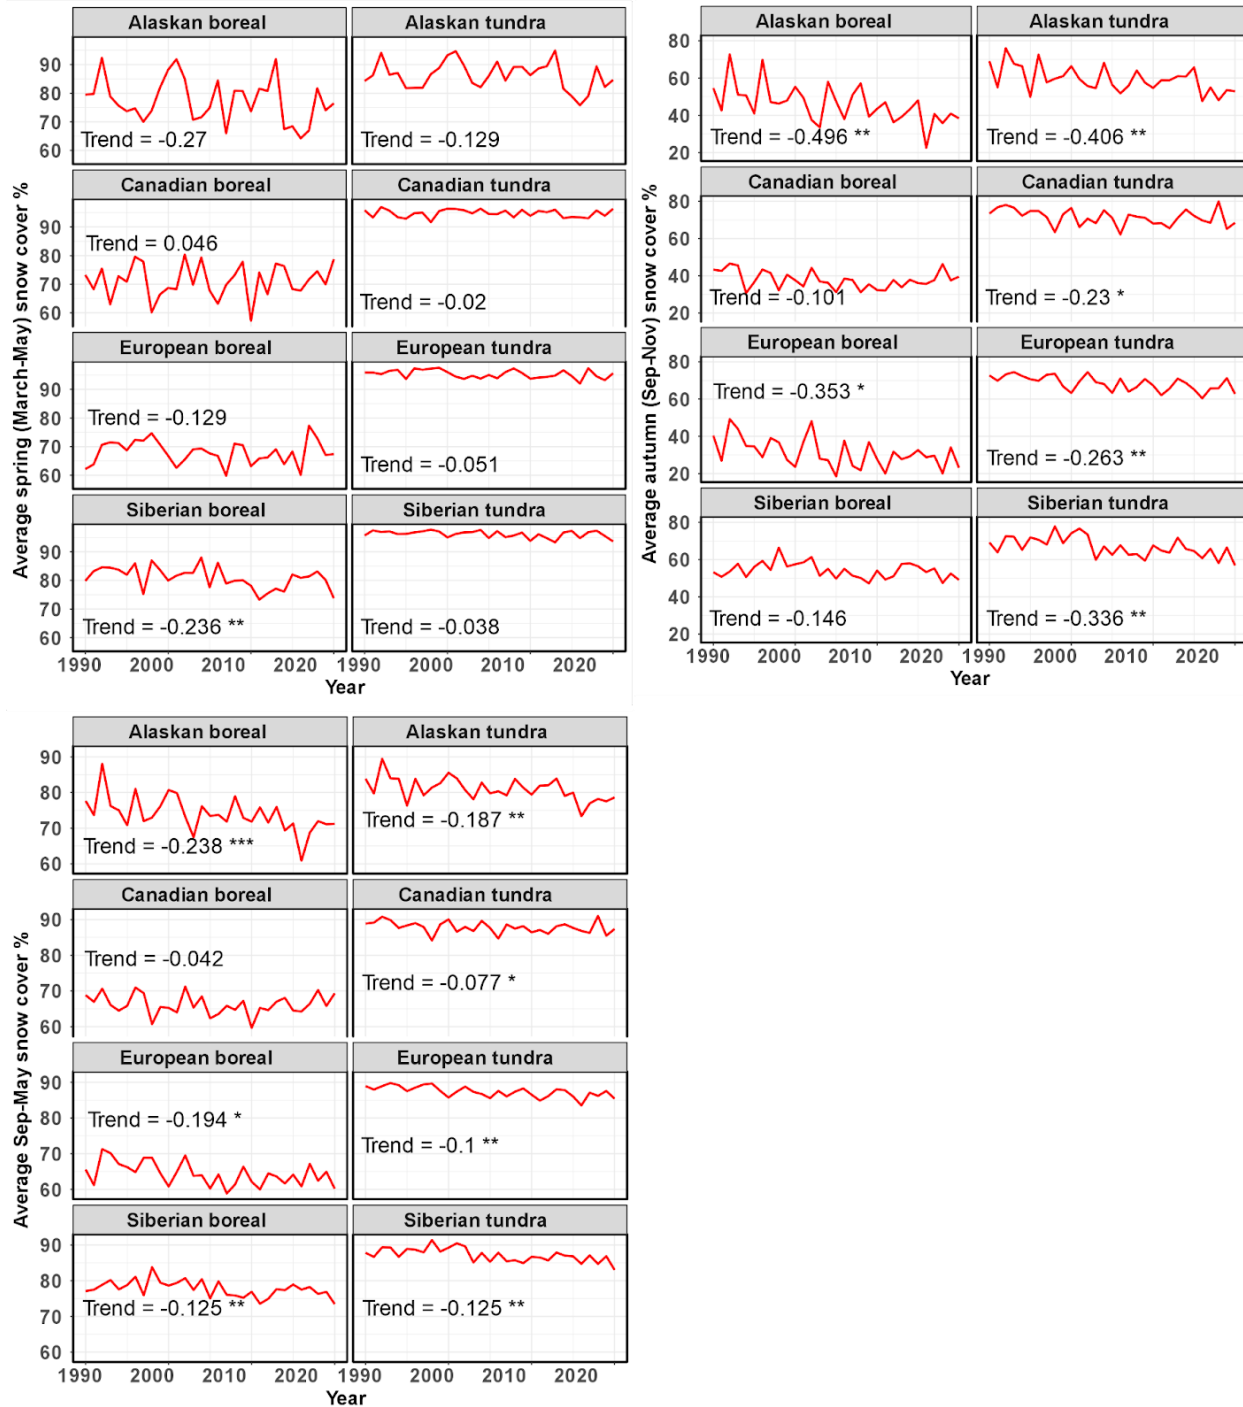 Alaskan boreal
Alaskan tundra
90
80
70
60
Trend = -0.27
Trend = -0.129
Canadian boreal
Canadian tundra
90
80
70
60
Trend = 0.046
Trend = -0.02
European boreal
European tundra
90
80
70
60
Trend = -0.129
Trend = -0.051
Siberian boreal
Siberian tundra
90
80
70
60
Trend = -0.236 **
Trend = -0.038
1990 2000 2010 2020 1990 2000 2010 2020
Year
Average spring (March-May) snow cover %
Alaskan boreal
Alaskan tundra
80
60
40
20
Trend = -0.496 **
Trend = -0.406 **
Canadian boreal
Canadian tundra
80
60
40
20
Trend = -0.101
Trend = -0.23 *
European boreal
European tundra
80
60
40
20
Trend = -0.353 *
Trend = -0.263 **
Siberian boreal
Siberian tundra
80
60
40
20
Trend = -0.146
Trend = -0.336 **
1990 2000 2010 2020 1990 2000 2010 2020
Year
Average autumn (Sep-Nov) snow cover %
Alaskan boreal
Alaskan tundra
90
80
70
60
Trend = -0.238 ***
Trend = -0.187 **
Canadian boreal
Canadian tundra
90
80
70
60
Trend = -0.042
Trend = -0.077 *
European boreal
European tundra
90
80
70
60
Trend = -0.194 *
Trend = -0.1 **
Siberian boreal
Siberian tundra
90
80
70
60
Trend = -0.125 **
Trend = -0.125 **
1990 2000 2010 2020 1990 2000 2010 2020
Year
Average Sep-May snow cover %